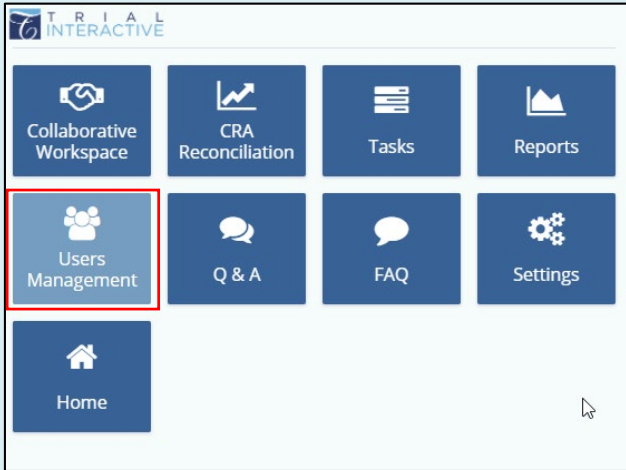 TRIAL
INTERACTIVE
Collaborative
Workspace
CRA
Reconciliation
Tasks
Reports
Users
Management
Q & A
FAQ
Settings
Home